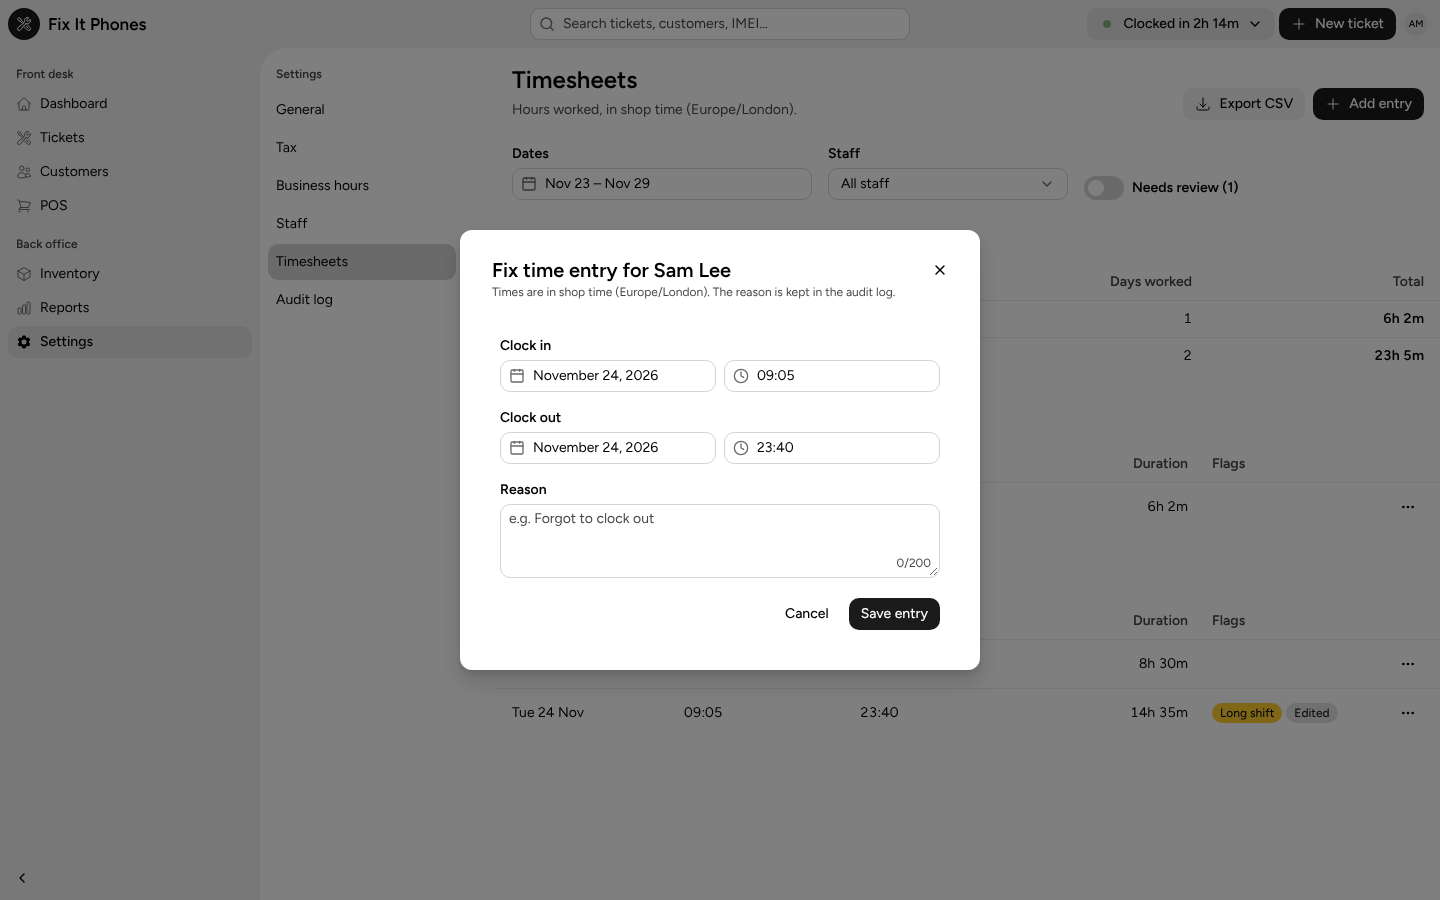 Fix It Phones
Search tickets, customers, IMEI...
Clocked in 2h 14m
New ticket
AM
Front desk
Dashboard
Tickets
Customers
POS
Back office
Inventory
Reports
Settings
Settings
General
Tax
Business hours
Staff
Timesheets
Audit log
Timesheets
Hours worked, in shop time (Europe/London).
Export CSV
Add entry
Dates
Staff
Nov 23 – Nov 29
All staff
Needs review (1)
Days worked Total
1 6h 2m
2 23h 5m
Duration Flags
6h 2m
Duration Flags
8h 30m
Tue 24 Nov 09:05 23:40 14h 35m Long shift Edited
Fix time entry for Sam Lee
Times are in shop time (Europe/London). The reason is kept in the audit log.
Clock in
November 24, 2026 09:05
Clock out
November 24, 2026 23:40
Reason
e.g. Forgot to clock out
0/200
Cancel Save entry